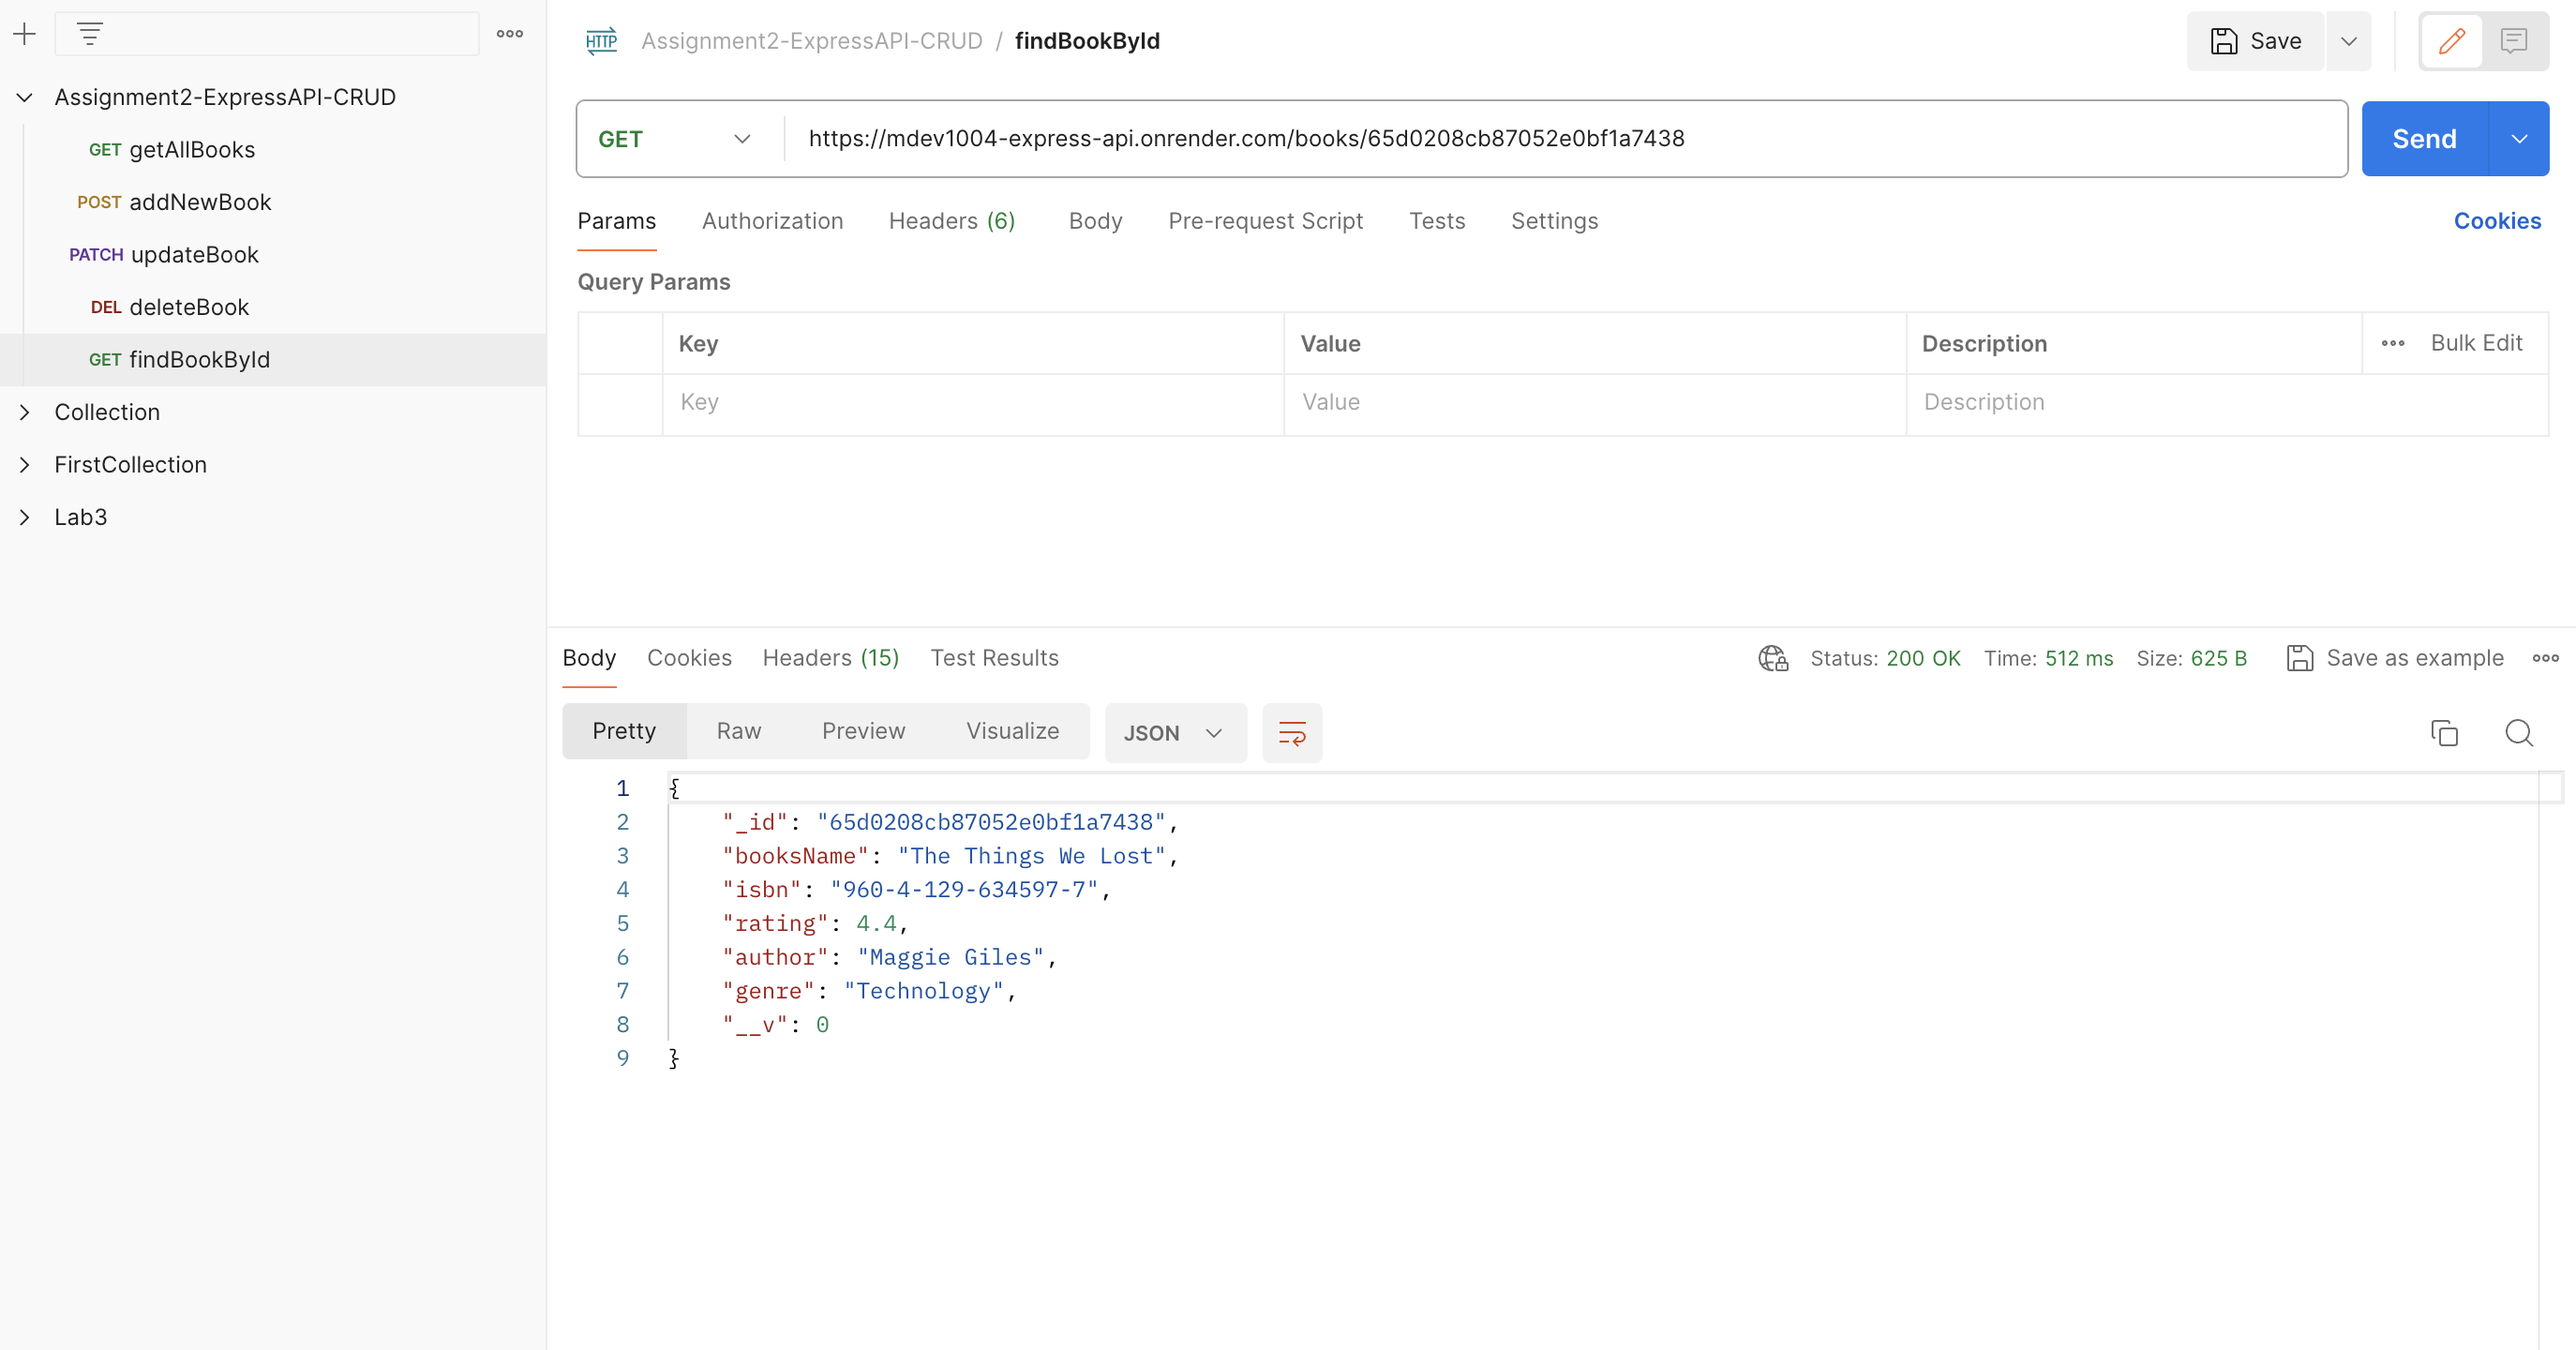 HTTP Assignment2-ExpressAPI-CRUD / findBookById Save
Assignment2-ExpressAPI-CRUD
GET getAllBooks
POST addNewBook
PATCH updateBook
DEL deleteBook
GET findBookById
Collection
FirstCollection
Lab3
GET https://mdev1004-express-api.onrender.com/books/65d0208cb87052e0bf1a7438 Send
Params Authorization Headers (6) Body Pre-request Script Tests Settings Cookies
Query Params
Key Value Description Bulk Edit
Key Value Description
Body Cookies Headers (15) Test Results Status: 200 OK Time: 512 ms Size: 625 B Save as example
Pretty Raw Preview Visualize JSON
1 {
2 "_id": "65d0208cb87052e0bf1a7438",
3 "booksName": "The Things We Lost",
4 "isbn": "960-4-129-634597-7",
5 "rating": 4.4,
6 "author": "Maggie Giles",
7 "genre": "Technology",
8 "__v": 0
9 }